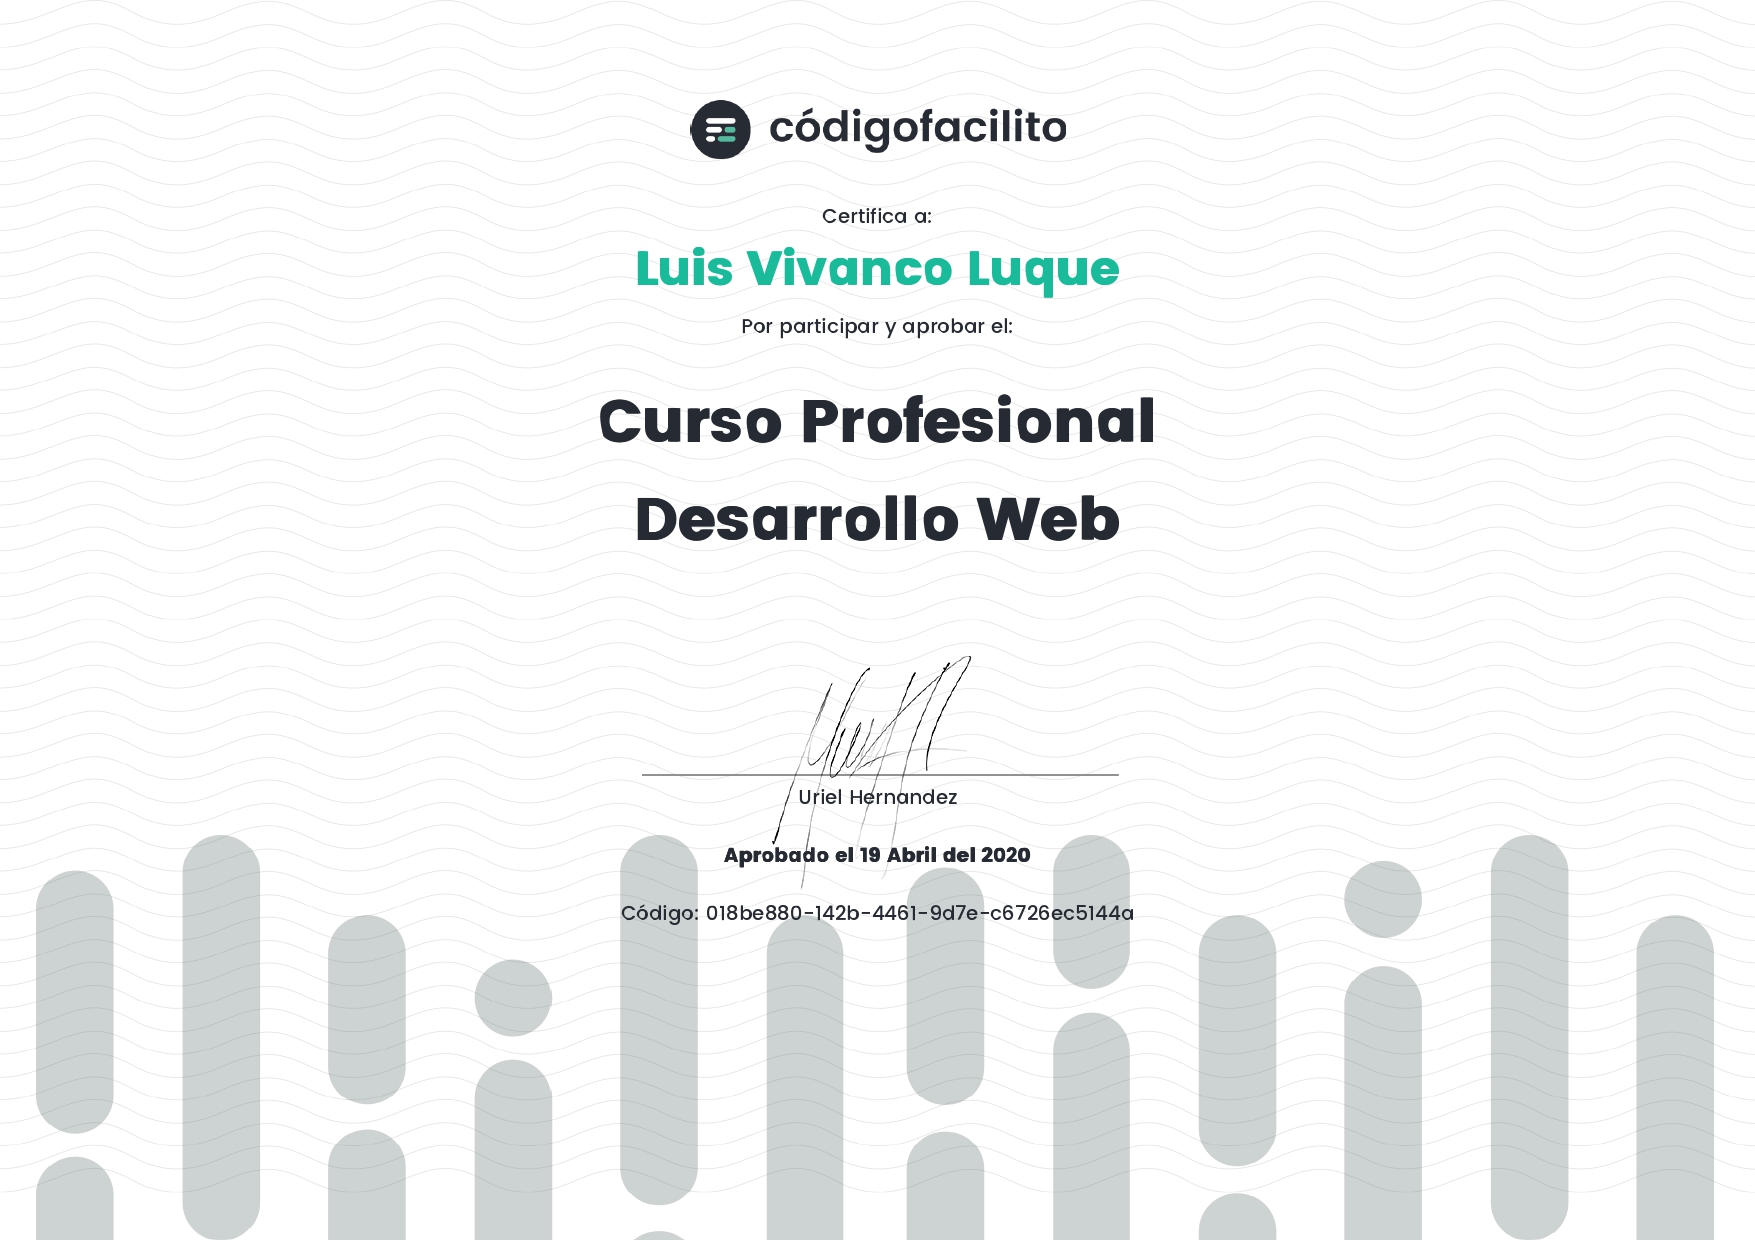 códigofacilito
Certifica a:
Luis Vivanco Luque
Por participar y aprobar el:
Curso Profesional
Desarrollo Web
Uriel Hernandez
Aprobado el 19 Abril del 2020
Código: 018be880-142b-4461-9d7e-c6726ec5144a